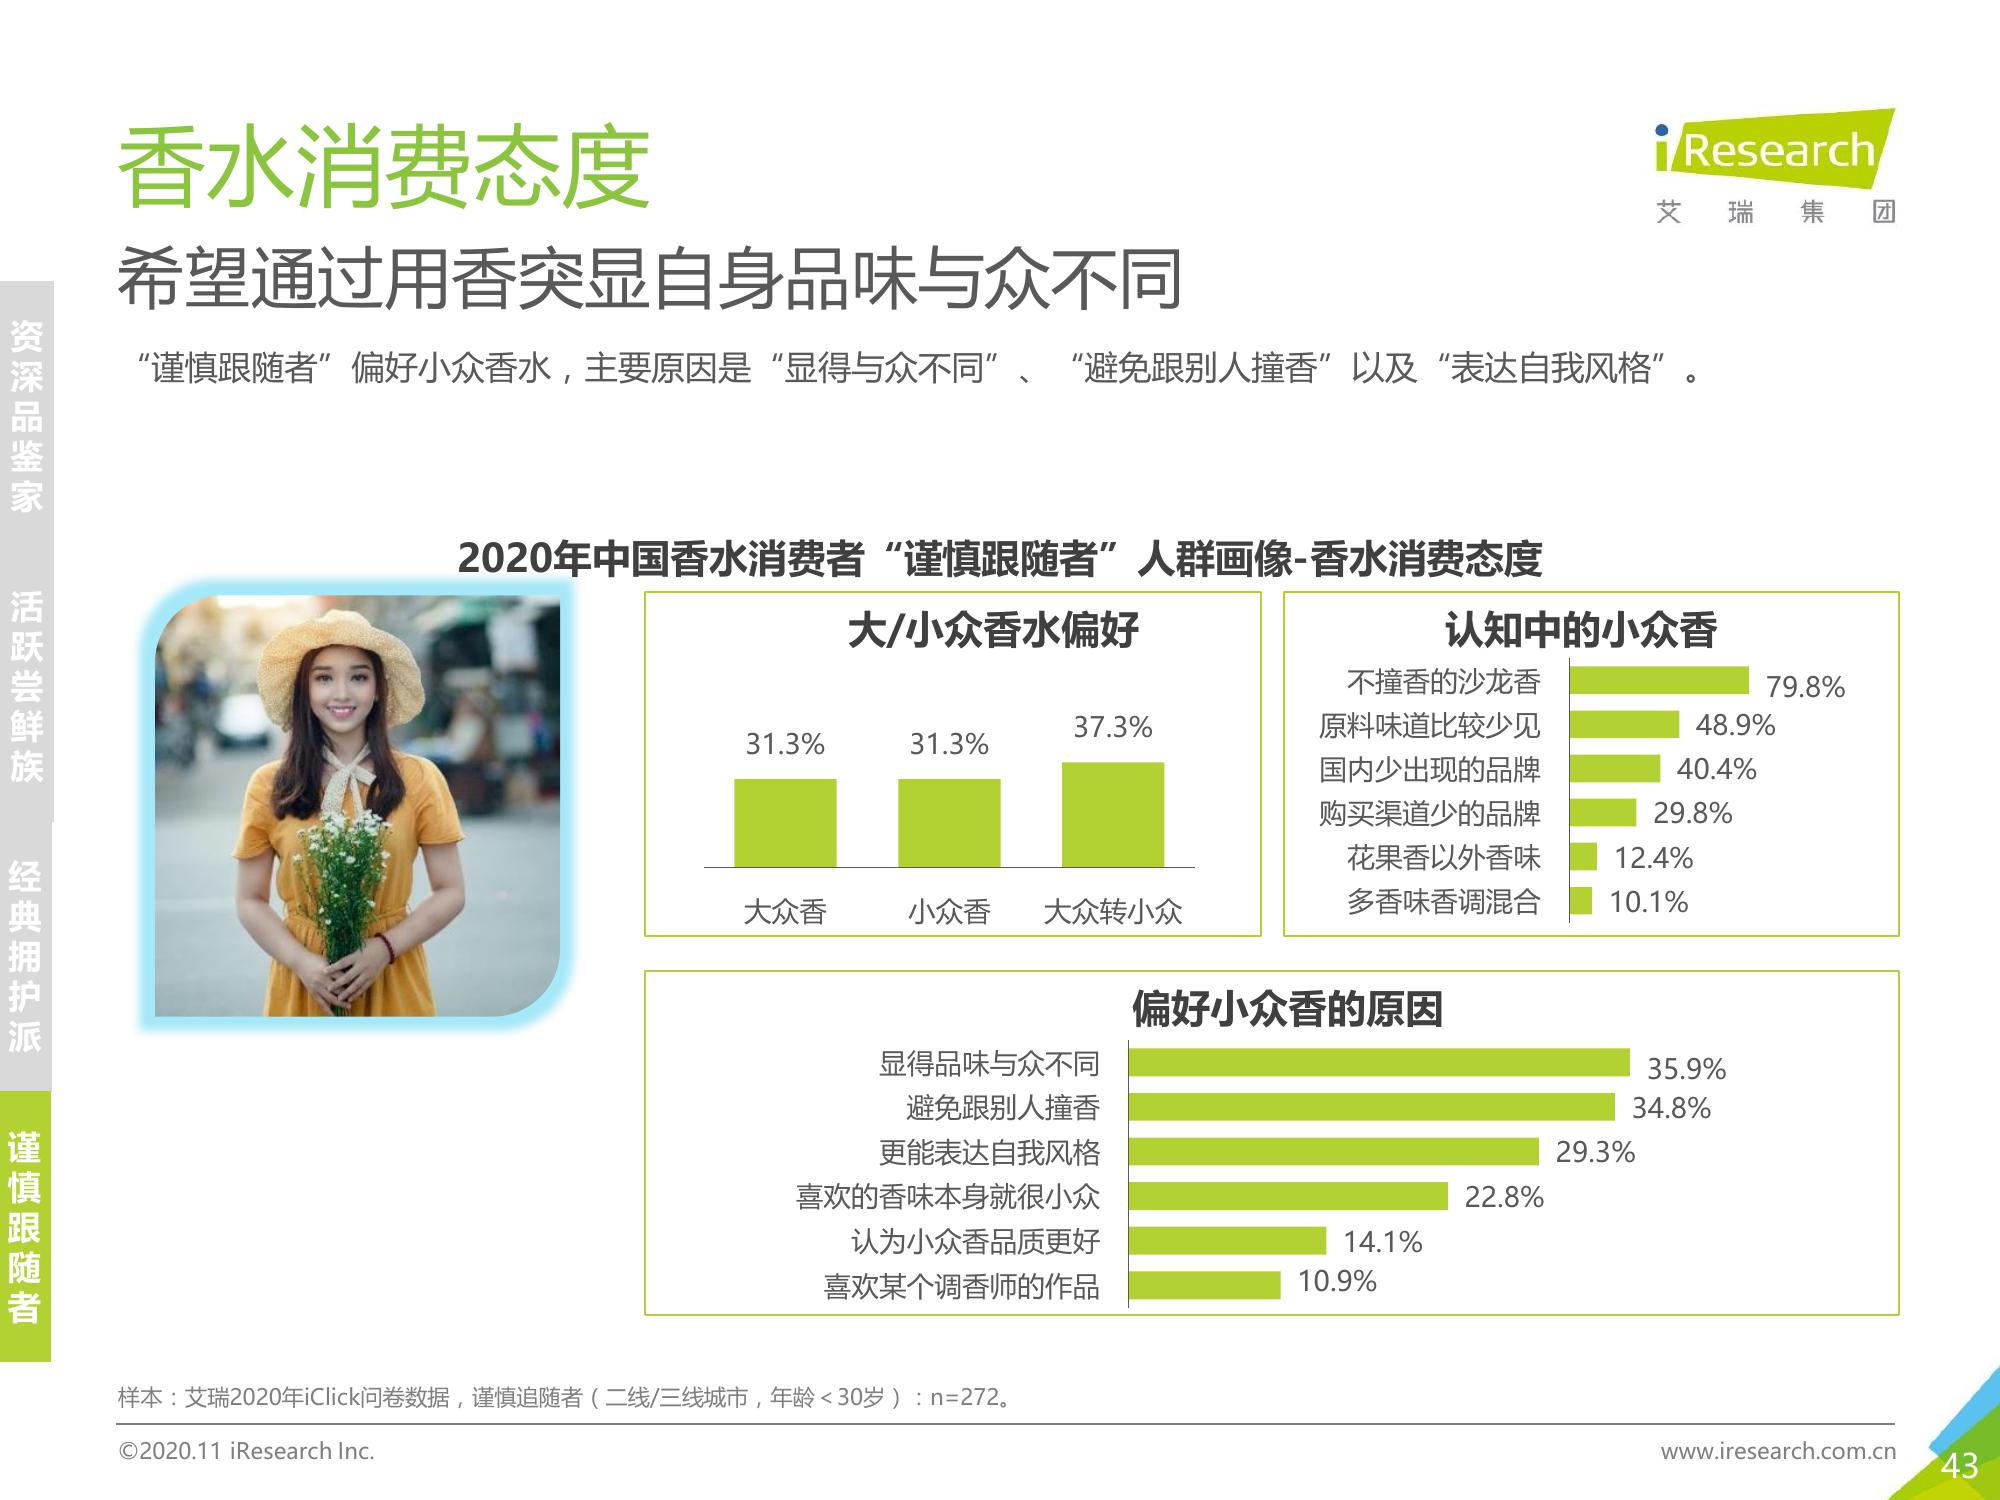 香水消费态度
iResearch
艾瑞集团
希望通过用香突显自身品味与众不同
“谨慎跟随者”偏好小众香水，主要原因是“显得与众不同”、“避免跟别人撞香”以及“表达自我风格”。
资深品鉴家
活跃尝鲜族
经典拥护派
谨慎跟随者
2020年中国香水消费者“谨慎跟随者”人群画像-香水消费态度
大/小众香水偏好
31.3%
31.3%
37.3%
大众香
小众香
大众转小众
认知中的小众香
不撞香的沙龙香 79.8%
原料味道比较少见 48.9%
国内少出现的品牌 40.4%
购买渠道少的品牌 29.8%
花果香以外香味 12.4%
多香味香调混合 10.1%
偏好小众香的原因
显得品味与众不同 35.9%
避免跟别人撞香 34.8%
更能表达自我风格 29.3%
喜欢的香味本身就很小众 22.8%
认为小众香品质更好 14.1%
喜欢某个调香师的作品 10.9%
样本：艾瑞2020年iClick问卷数据，谨慎追随者（二线/三线城市，年龄＜30岁）：n=272。
©2020.11 iResearch Inc.
www.iresearch.com.cn
43